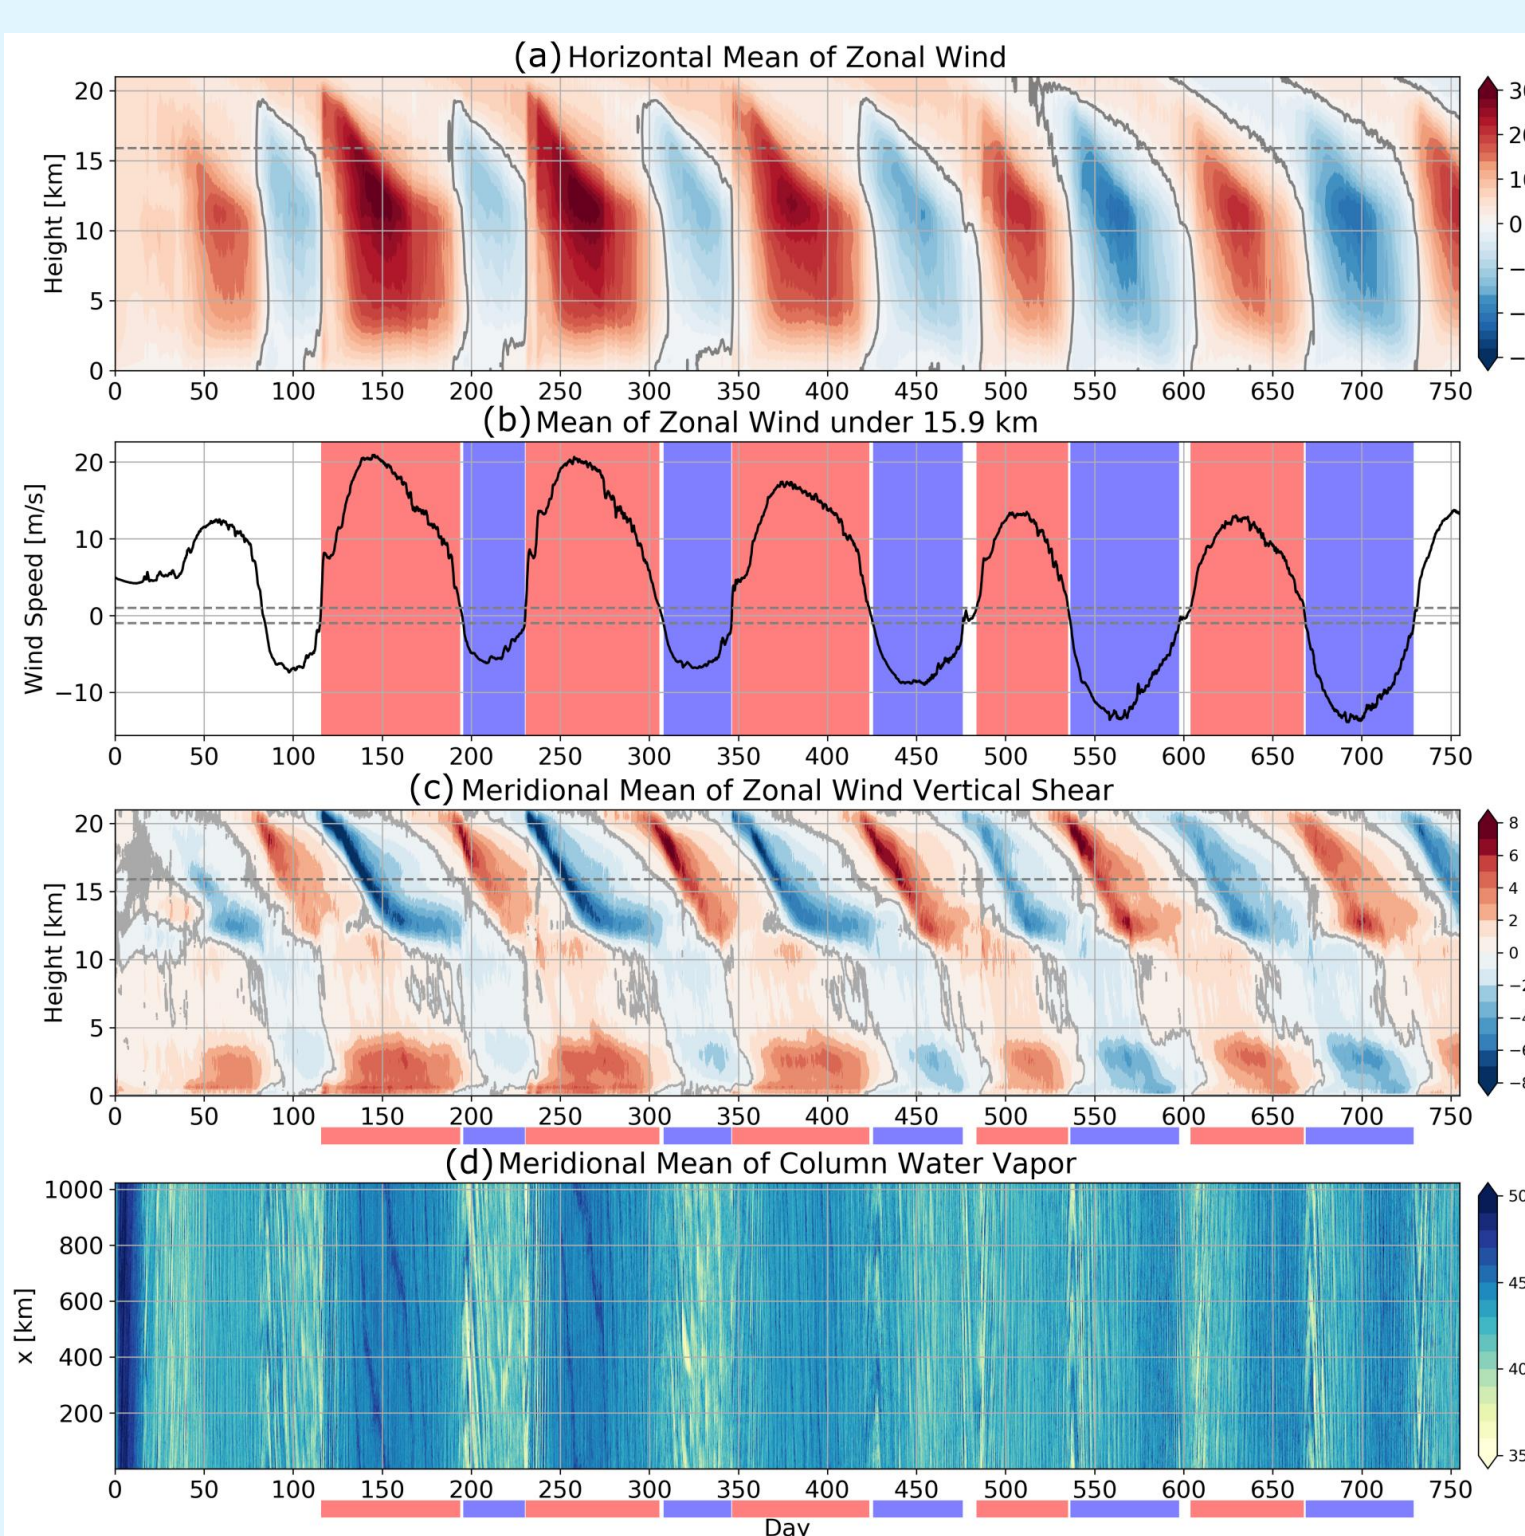 (a) Horizontal Mean of Zonal Wind
Height [km]
20
15
10
5
0
0 50 100 150 200 250 300 350 400 450 500 550 600 650 700 750
0
(b) Mean of Zonal Wind under 15.9 km
Wind Speed [m/s]
20
10
0
−10
0 50 100 150 200 250 300 350 400 450 500 550 600 650 700 750
(c) Meridional Mean of Zonal Wind Vertical Shear
Height [km]
20
15
10
5
0
0 50 100 150 200 250 300 350 400 450 500 550 600 650 700 750
8
6
4
2
0
(d) Meridional Mean of Column Water Vapor
x [km]
1000
800
600
400
200
0 50 100 150 200 250 300 350 400 450 500 550 600 650 700 750
Day